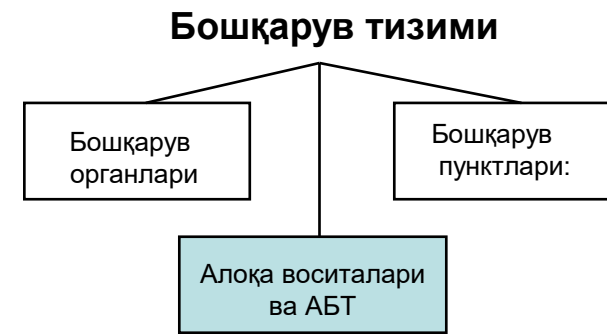 Бошқарув тизими
Бошқарув
органлари
Бошқарув
пунктлари:
Алоқа воситалари
ва АБТ